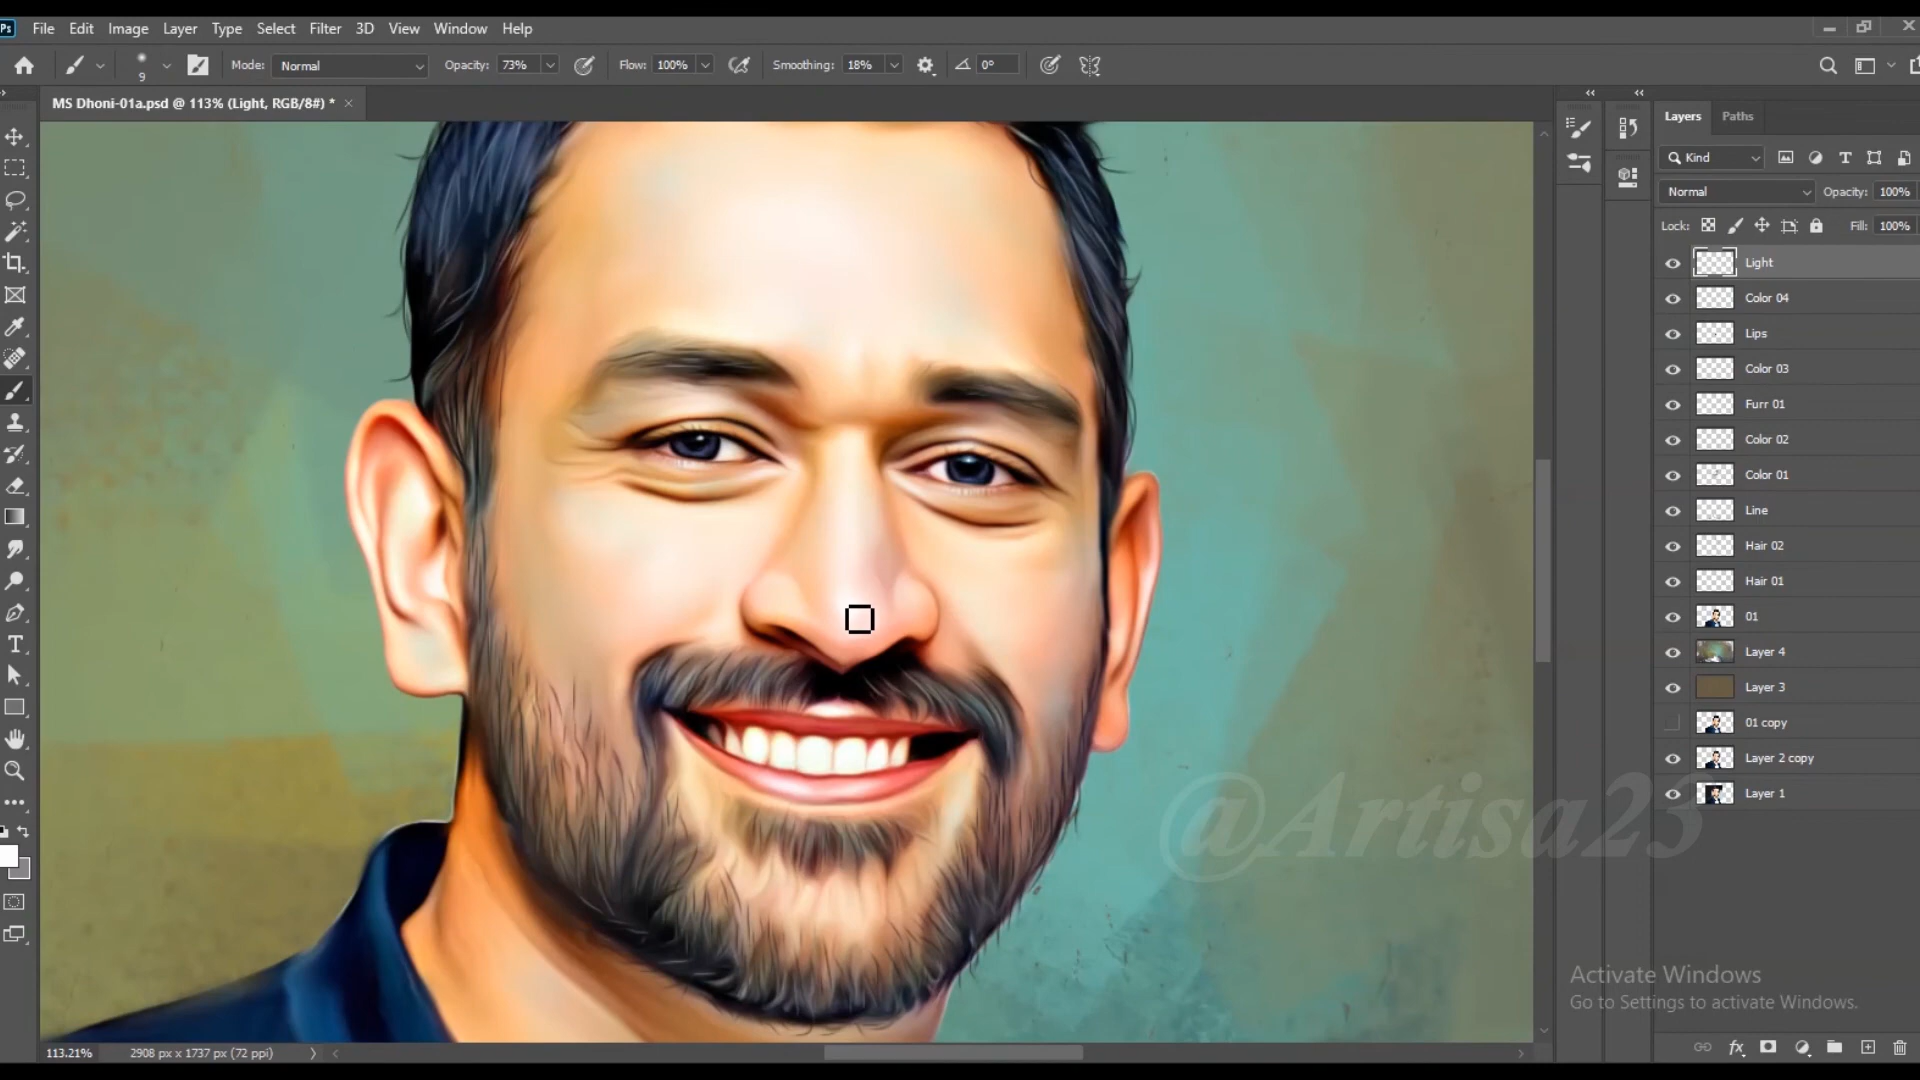 Ps File Edit Image Layer Type Select Filter 3D View Window Help
9 Mode: Normal Opacity: 73% Flow: 100% Smoothing: 18% 0°
MS Dhoni-01a.psd @ 113% (Light, RGB/8#) * ×
Layers Paths
Kind
Normal Opacity: 100%
Lock: Fill: 100%
Light
Color 04
Lips
Color 03
Furr 01
Color 02
Color 01
Line
Hair 02
Hair 01
01
Layer 4
Layer 3
01 copy
Layer 2 copy
Layer 1
@Artisa23
Activate Windows
Go to Settings to activate Windows.
113.21% 2908 px x 1737 px (72 ppi)